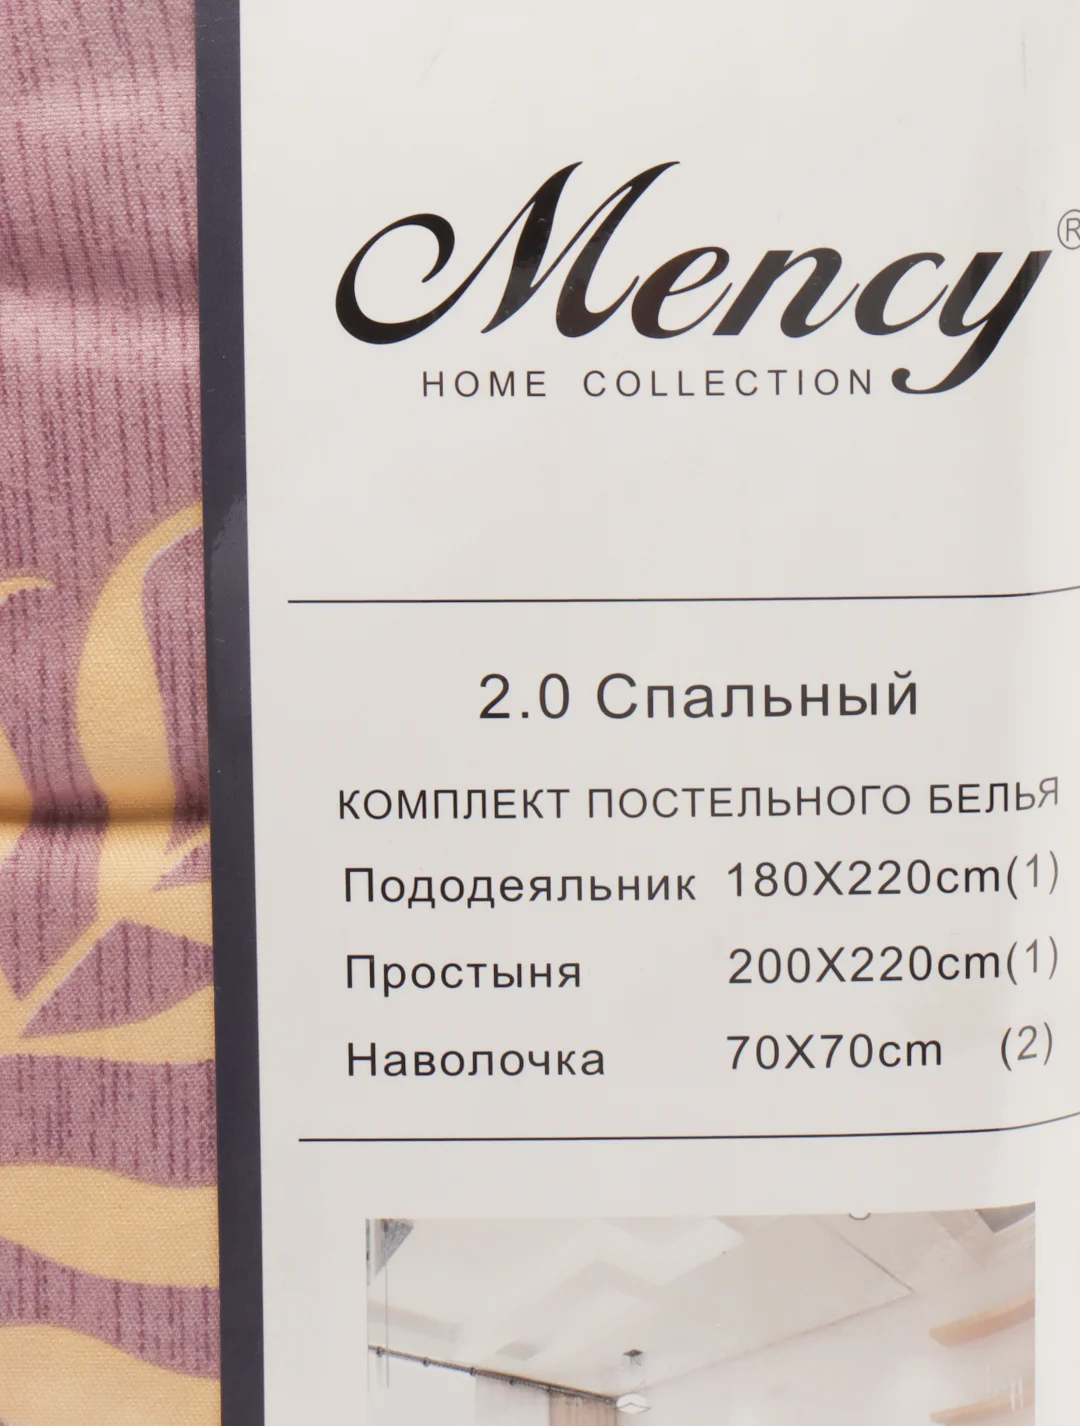 Mency®
HOME COLLECTION
2.0 Спальный
КОМПЛЕКТ ПОСТЕЛЬНОГО БЕЛЬЯ
Пододеяльник 180X220cm(1)
Простыня 200X220cm(1)
Наволочка 70X70cm (2)